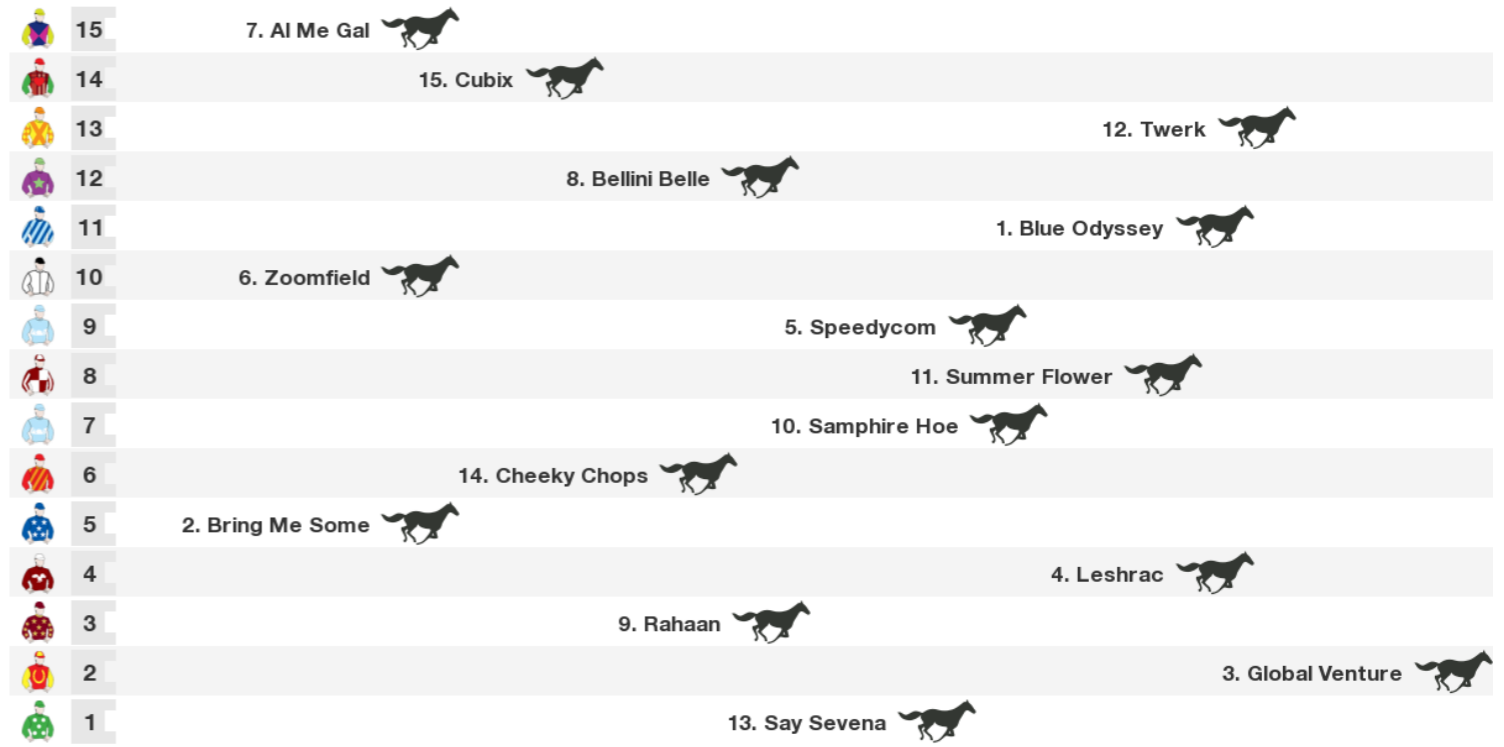 15 7. Al Me Gal
14 15. Cubix
13 12. Twerk
12 8. Bellini Belle
11 1. Blue Odyssey
10 6. Zoomfield
9 5. Speedycom
8 11. Summer Flower
7 10. Samphire Hoe
6 14. Cheeky Chops
5 2. Bring Me Some
4 4. Leshrac
3 9. Rahaan
2 3. Global Venture
1 13. Say Sevena